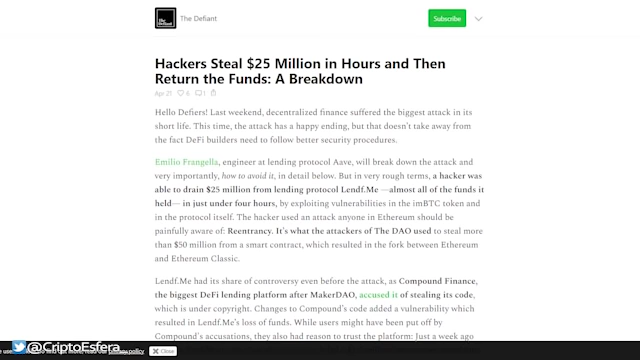 The Defiant
The Defiant
Subscribe
Hackers Steal $25 Million in Hours and Then
Return the Funds: A Breakdown
Apr 21 4 1
Hello Defiers! Last weekend, decentralized finance suffered the biggest attack in its
short life. This time, the attack has a happy ending, but that doesn't take away from
the fact DeFi builders need to follow better security procedures.
Emilio Frangella, engineer at lending protocol Aave, will break down the attack and
very importantly, how to avoid it, in detail below. But in very rough terms, a hacker was
able to drain $25 million from lending protocol Lendf.Me —almost all of the funds it
held— in just under four hours, by exploiting vulnerabilities in the imBTC token and
in the protocol itself. The hacker used an attack anyone in Ethereum should be
painfully aware of: Reentrancy. It's what the attackers of The DAO used to steal more
than $50 million from a smart contract, which resulted in the fork between Ethereum
and Ethereum Classic.
Lendf.Me had its share of controversy even before the attack, as Compound Finance,
the biggest DeFi lending platform after MakerDAO, accused it of stealing its code,
which is under copyright. Changes to Compound's code added a vulnerability which
resulted in Lendf.Me's loss of funds. While users might have been put off by
Compound's accusations, they also had reason to trust the platform: Just a week ago
out more, read our privacy policy Close
@CriptoEsfera